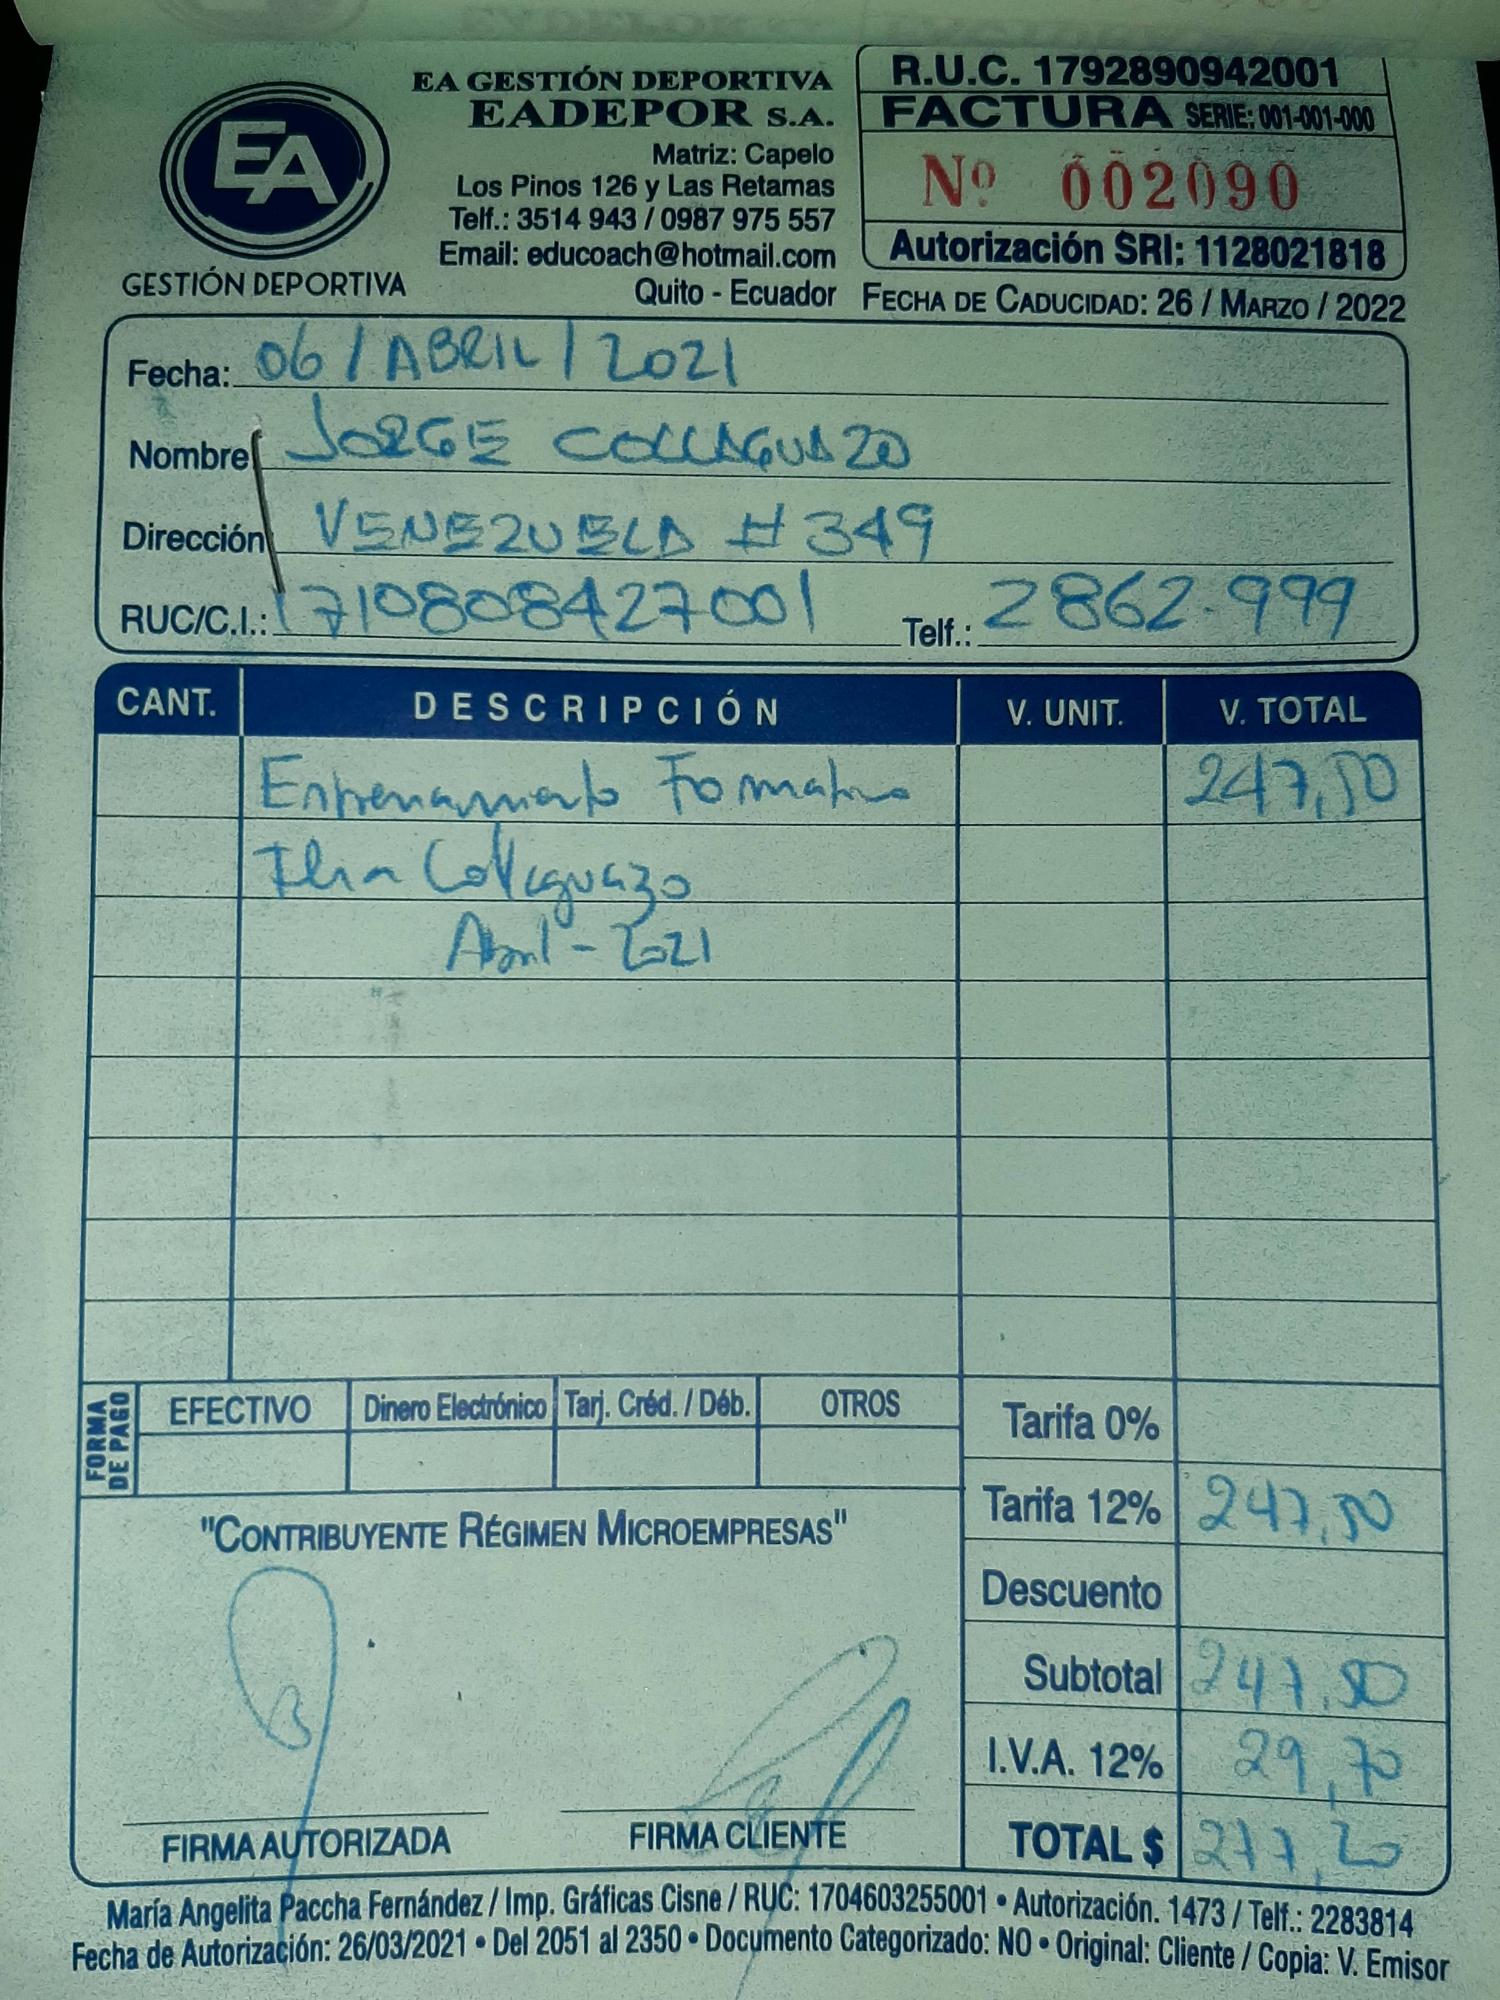 EA
GESTIÓN DEPORTIVA
EA GESTIÓN DEPORTIVA
EADEPOR S.A.
Matriz: Capelo
Los Pinos 126 y Las Retamas
Telf.: 3514 943 / 0987 975 557
Email: educoach@hotmail.com
Quito - Ecuador
R.U.C. 1792890942001
FACTURA SERIE: 001-001-000
Nº 002090
Autorización SRI: 1128021818
FECHA DE CADUCIDAD: 26 / MARZO / 2022
Fecha: 06 / ABRIL / 2021
Nombre JORGE COLLAGUAZO
Dirección VENEZUELA # 349
RUC/C.I.: 1710808427001 Telf.: 2862-999
CANT. DESCRIPCIÓN V. UNIT. V. TOTAL
Entrenamiento Formativo 247,50
Collaguazo
Abril - 2021
FORMA DE PAGO
EFECTIVO Dinero Electrónico Tarj. Créd. / Déb. OTROS
Tarifa 0%
Tarifa 12% 247,50
Descuento
Subtotal 247,50
I.V.A. 12% 29,70
TOTAL $ 277,20
"CONTRIBUYENTE RÉGIMEN MICROEMPRESAS"
FIRMA AUTORIZADA FIRMA CLIENTE
María Angelita Paccha Fernández / Imp. Gráficas Cisne / RUC: 1704603255001 • Autorización. 1473 / Telf.: 2283814
Fecha de Autorización: 26/03/2021 • Del 2051 al 2350 • Documento Categorizado: NO • Original: Cliente / Copia: V. Emisor